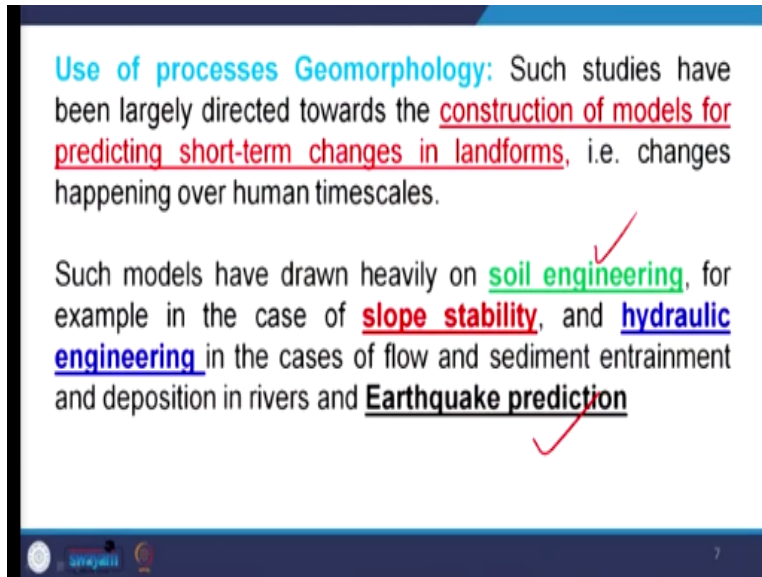 Use of processes Geomorphology: Such studies have
been largely directed towards the construction of models for
predicting short-term changes in landforms, i.e. changes
happening over human timescales.
Such models have drawn heavily on soil engineering, for
example in the case of slope stability, and hydraulic
engineering in the cases of flow and sediment entrainment
and deposition in rivers and Earthquake prediction
swayam
7